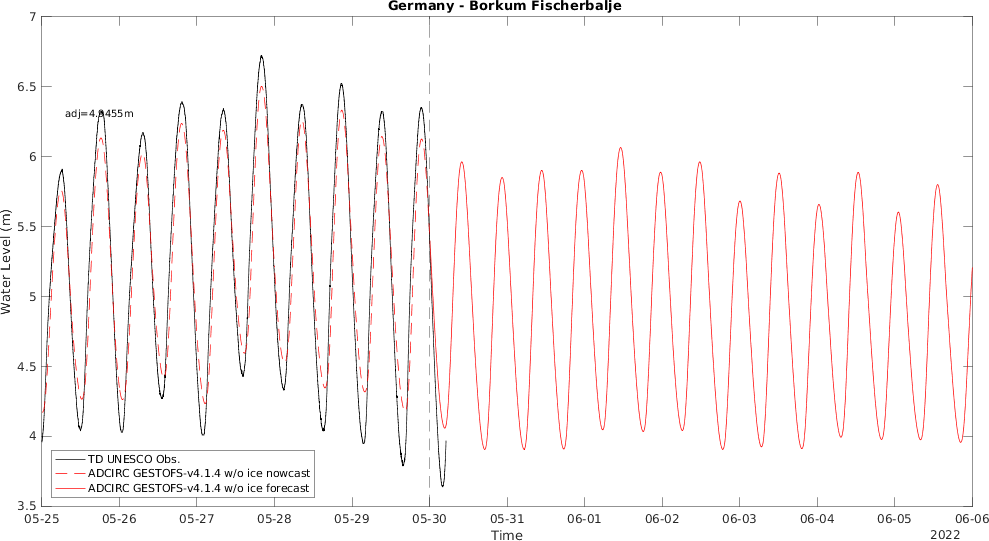 Germany - Borkum Fischerbalje
7
6.5
6
5.5
5
4.5
4
3.5
Water Level (m)
adj=4.9455m
TD UNESCO Obs.
ADCIRC GESTOFS-v4.1.4 w/o ice nowcast
ADCIRC GESTOFS-v4.1.4 w/o ice forecast
05-25 05-26 05-27 05-28 05-29 05-30 05-31 06-01 06-02 06-03 06-04 06-05 06-06
Time
2022